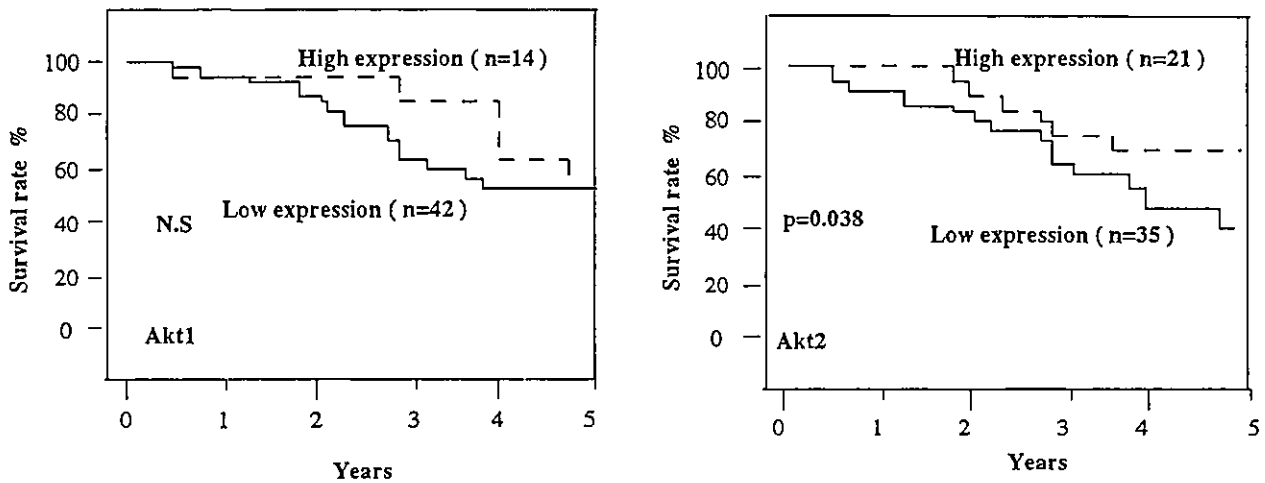 High expression ( n=14 )
100
80
60
40
20
0
Survival rate %
Low expression ( n=42 )
N.S
Akt1
0 1 2 3 4 5
Years
High expression ( n=21 )
100
80
60
40
20
0
Survival rate %
p=0.038
Low expression ( n=35 )
Akt2
0 1 2 3 4 5
Years